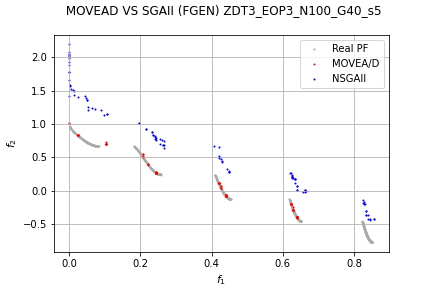 MOVEAD VS SGAII (FGEN) ZDT3_EOP3_N100_G40_s5
Real PF
MOVEA/D
NSGAII
2.0
1.5
1.0
0.5
0.0
−0.5
f2
0.0 0.2 0.4 0.6 0.8
f1